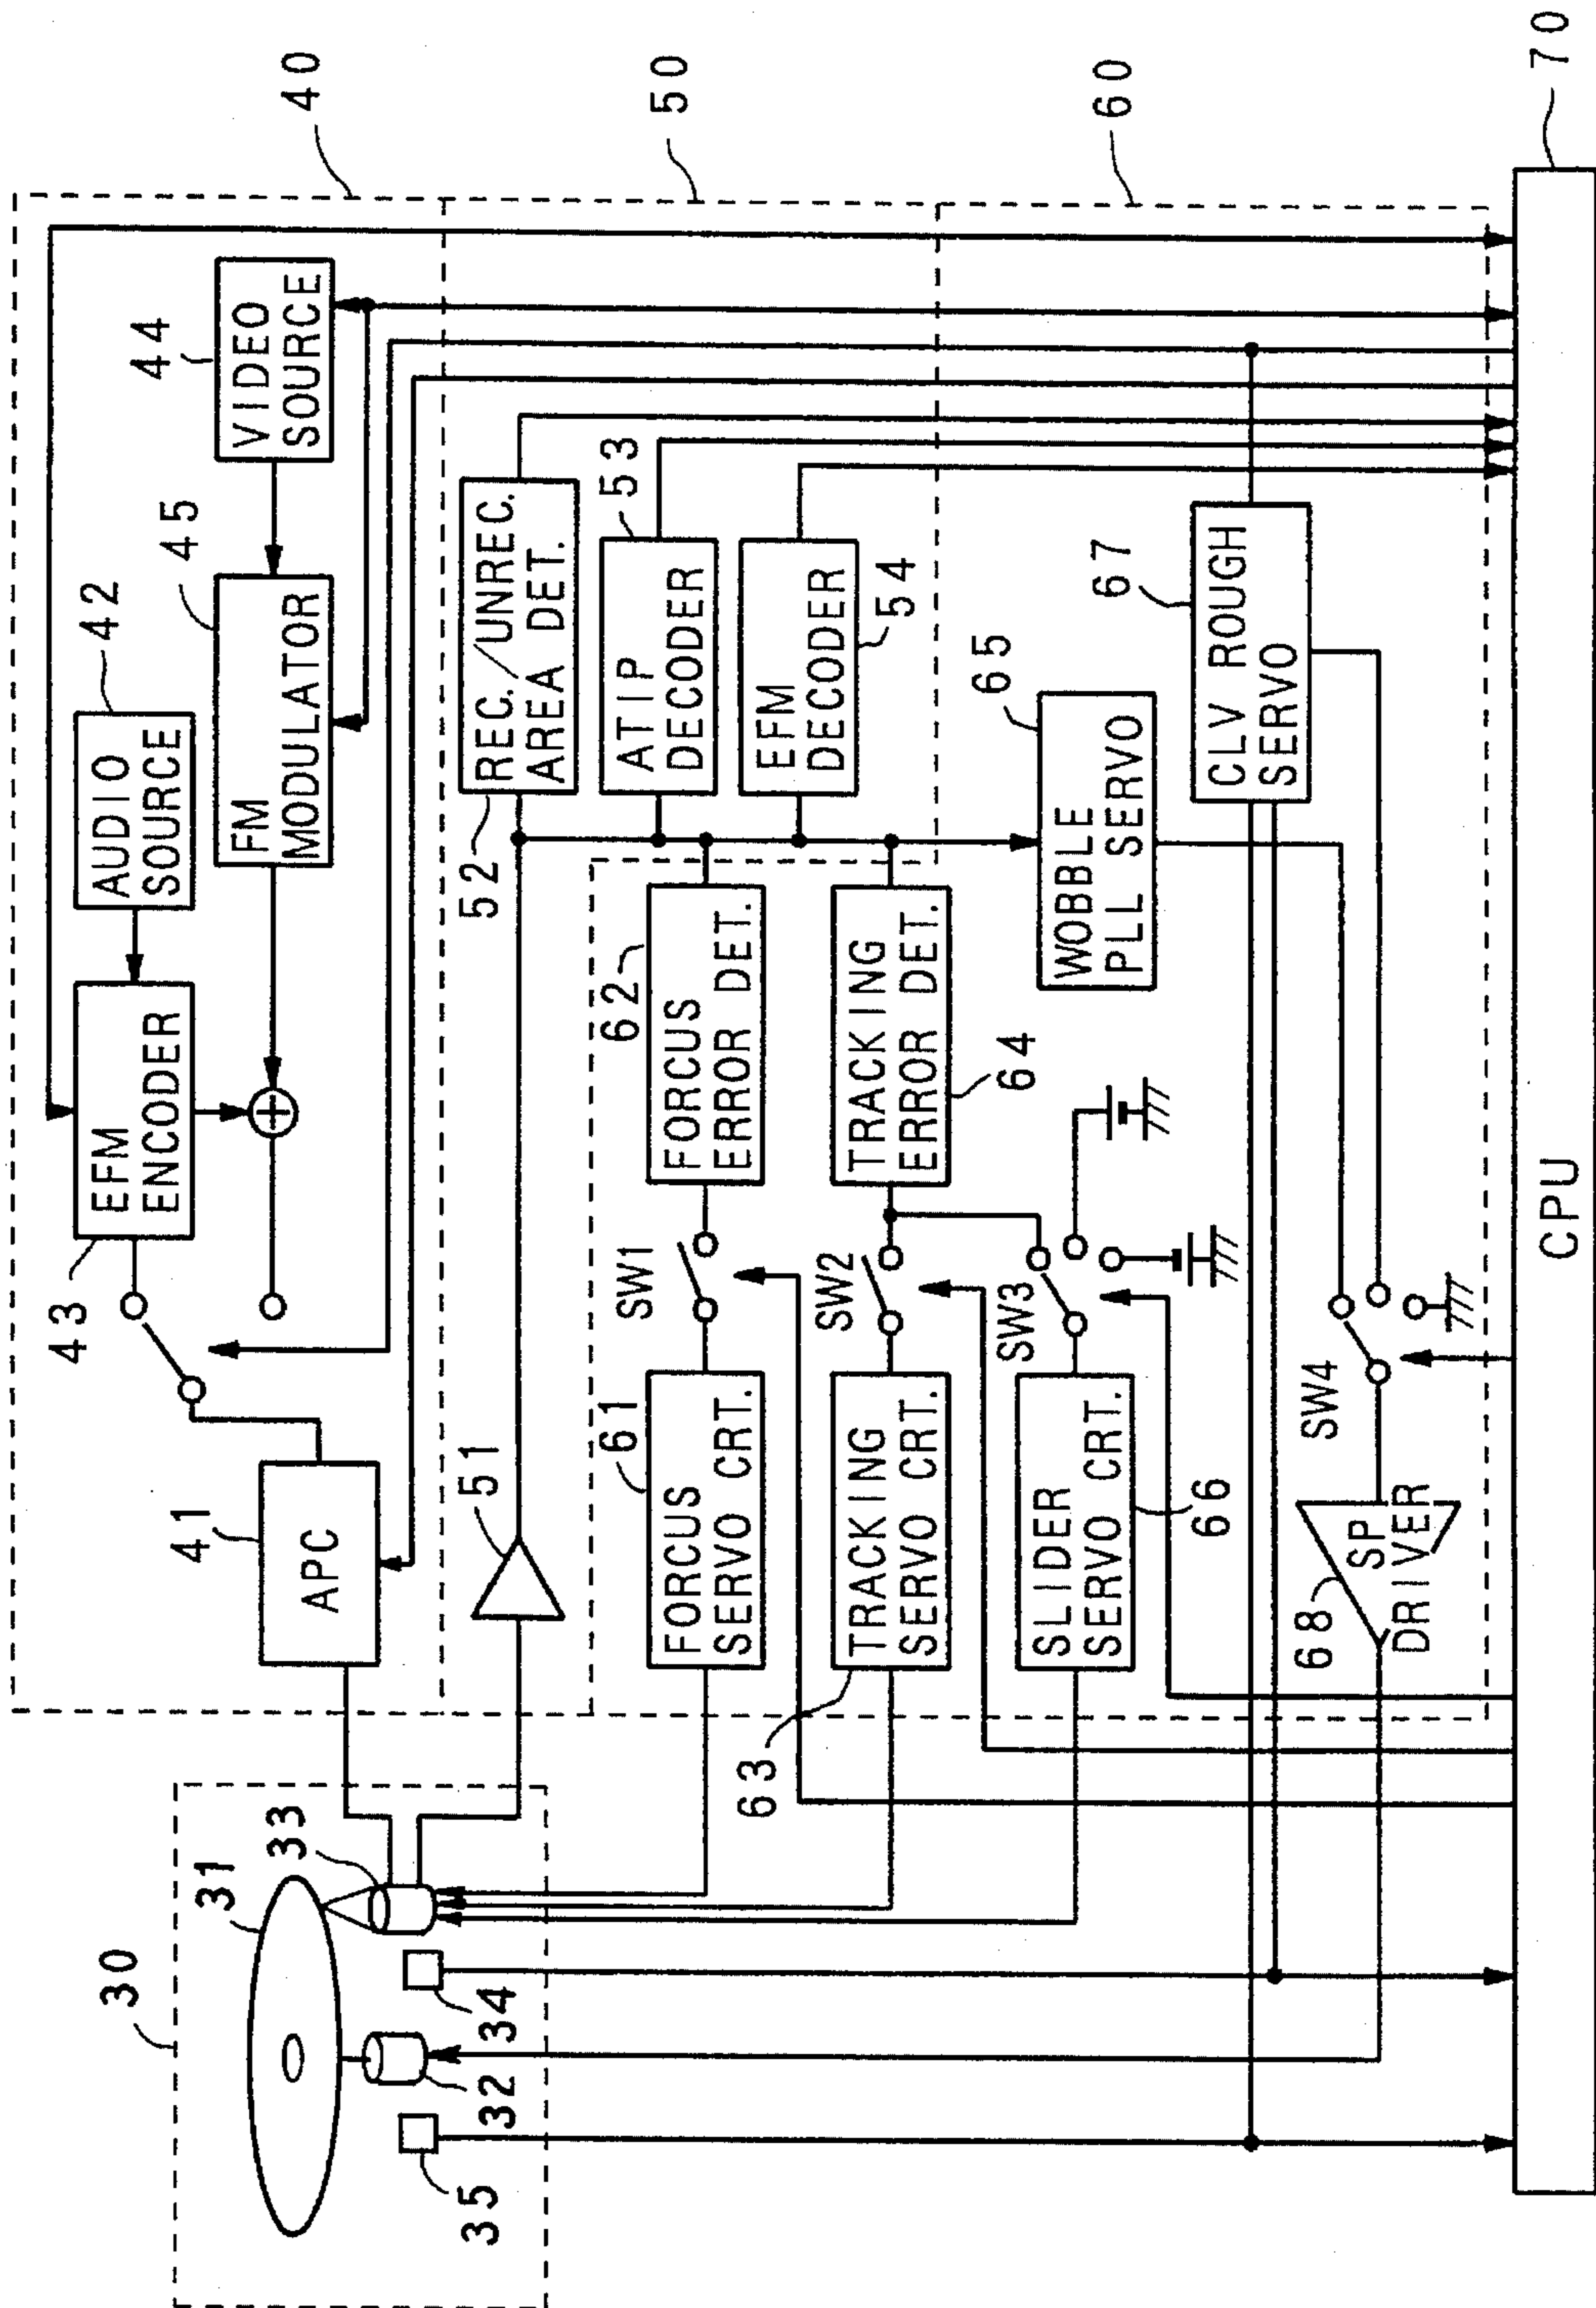 30
31
32
33
34
35
40
41
APC
42
AUDIO
SOURCE
43
EFM
ENCODER
44
VIDEO
SOURCE
45
FM
MODULATOR
50
51
52
REC./UNREC.
AREA DET.
53
ATIP
DECODER
54
EFM
DECODER
60
61
FORCUS
SERVO CRT.
SW1
62
FORCUS
ERROR DET.
63
TRACKING
SERVO CRT.
SW2
64
TRACKING
ERROR DET.
SLIDER
SERVO CRT.
66
SW3
65
WOBBLE
PLL SERVO
67
CLV ROUGH
SERVO
68
SP
DRIVER
SW4
CPU
70